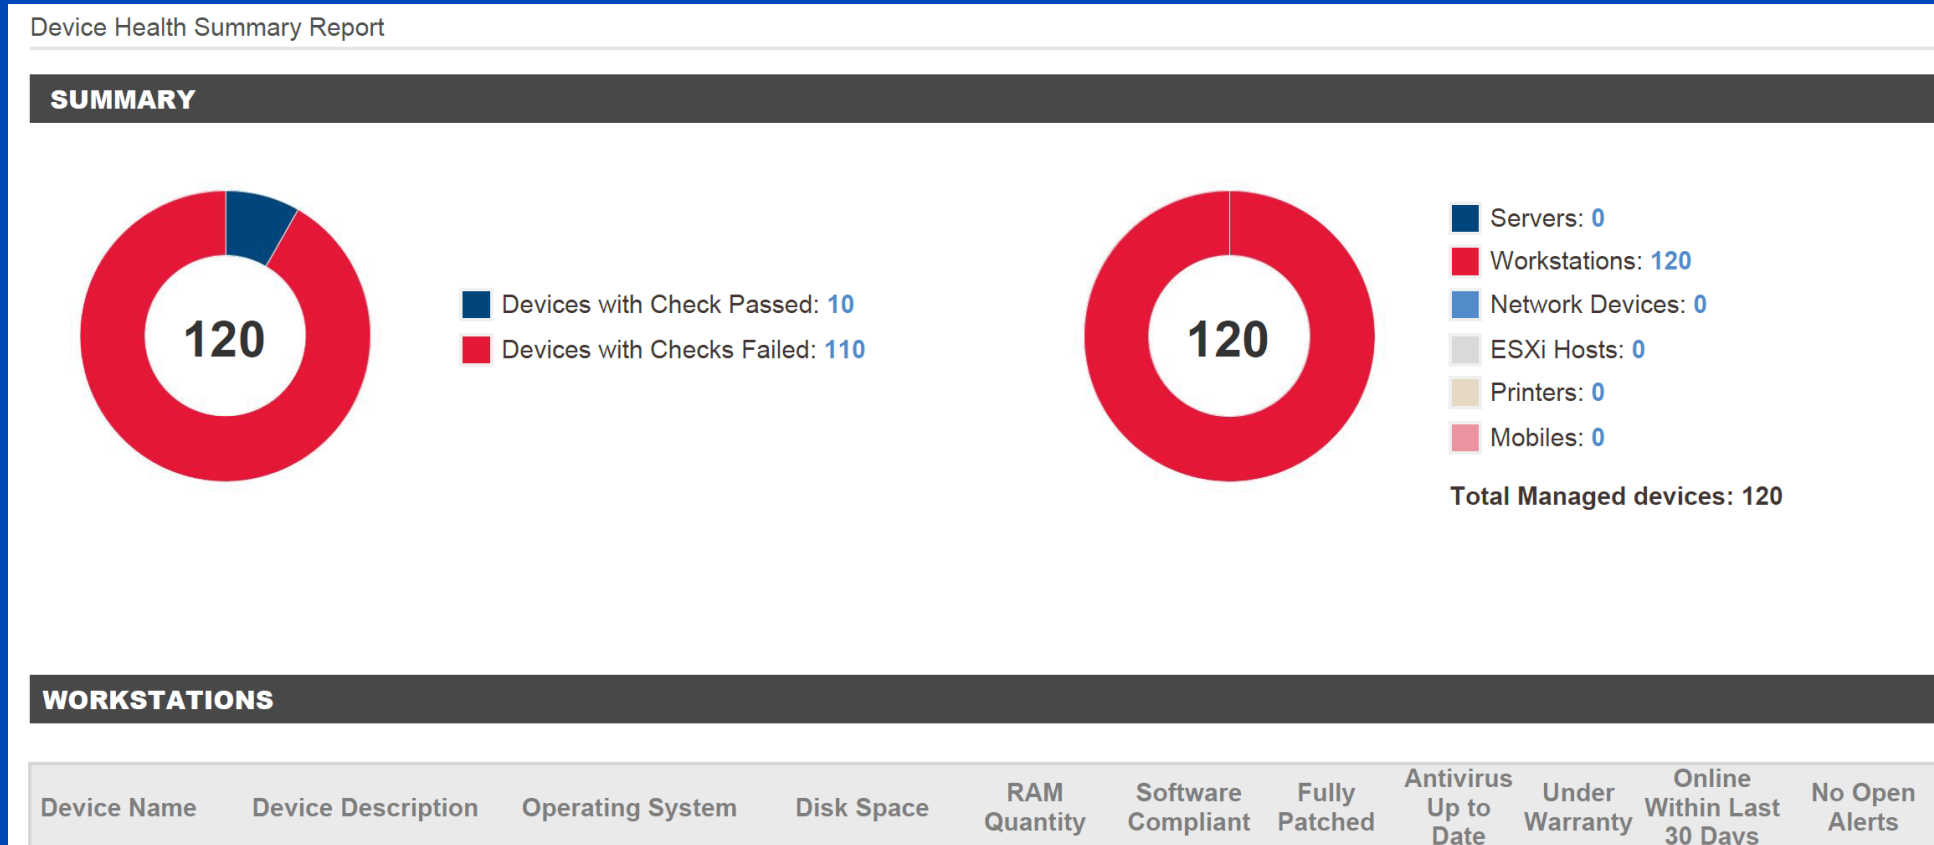 Device Health Summary Report
SUMMARY
120
Devices with Check Passed: 10
Devices with Checks Failed: 110
120
Servers: 0
Workstations: 120
Network Devices: 0
ESXi Hosts: 0
Printers: 0
Mobiles: 0
Total Managed devices: 120
WORKSTATIONS
Device Name
Device Description
Operating System
Disk Space
RAM
Quantity
Software
Compliant
Fully
Patched
Antivirus
Up to
Date
Under
Warranty
Online
Within Last
30 Days
No Open
Alerts